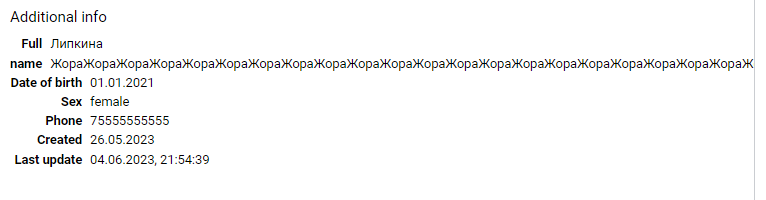 Additional info
Full Липкина
name ЖораЖораЖораЖораЖораЖораЖораЖораЖораЖораЖораЖораЖораЖораЖораЖораЖораЖораЖораЖораЖораЖ
Date of birth 01.01.2021
Sex female
Phone 75555555555
Created 26.05.2023
Last update 04.06.2023, 21:54:39